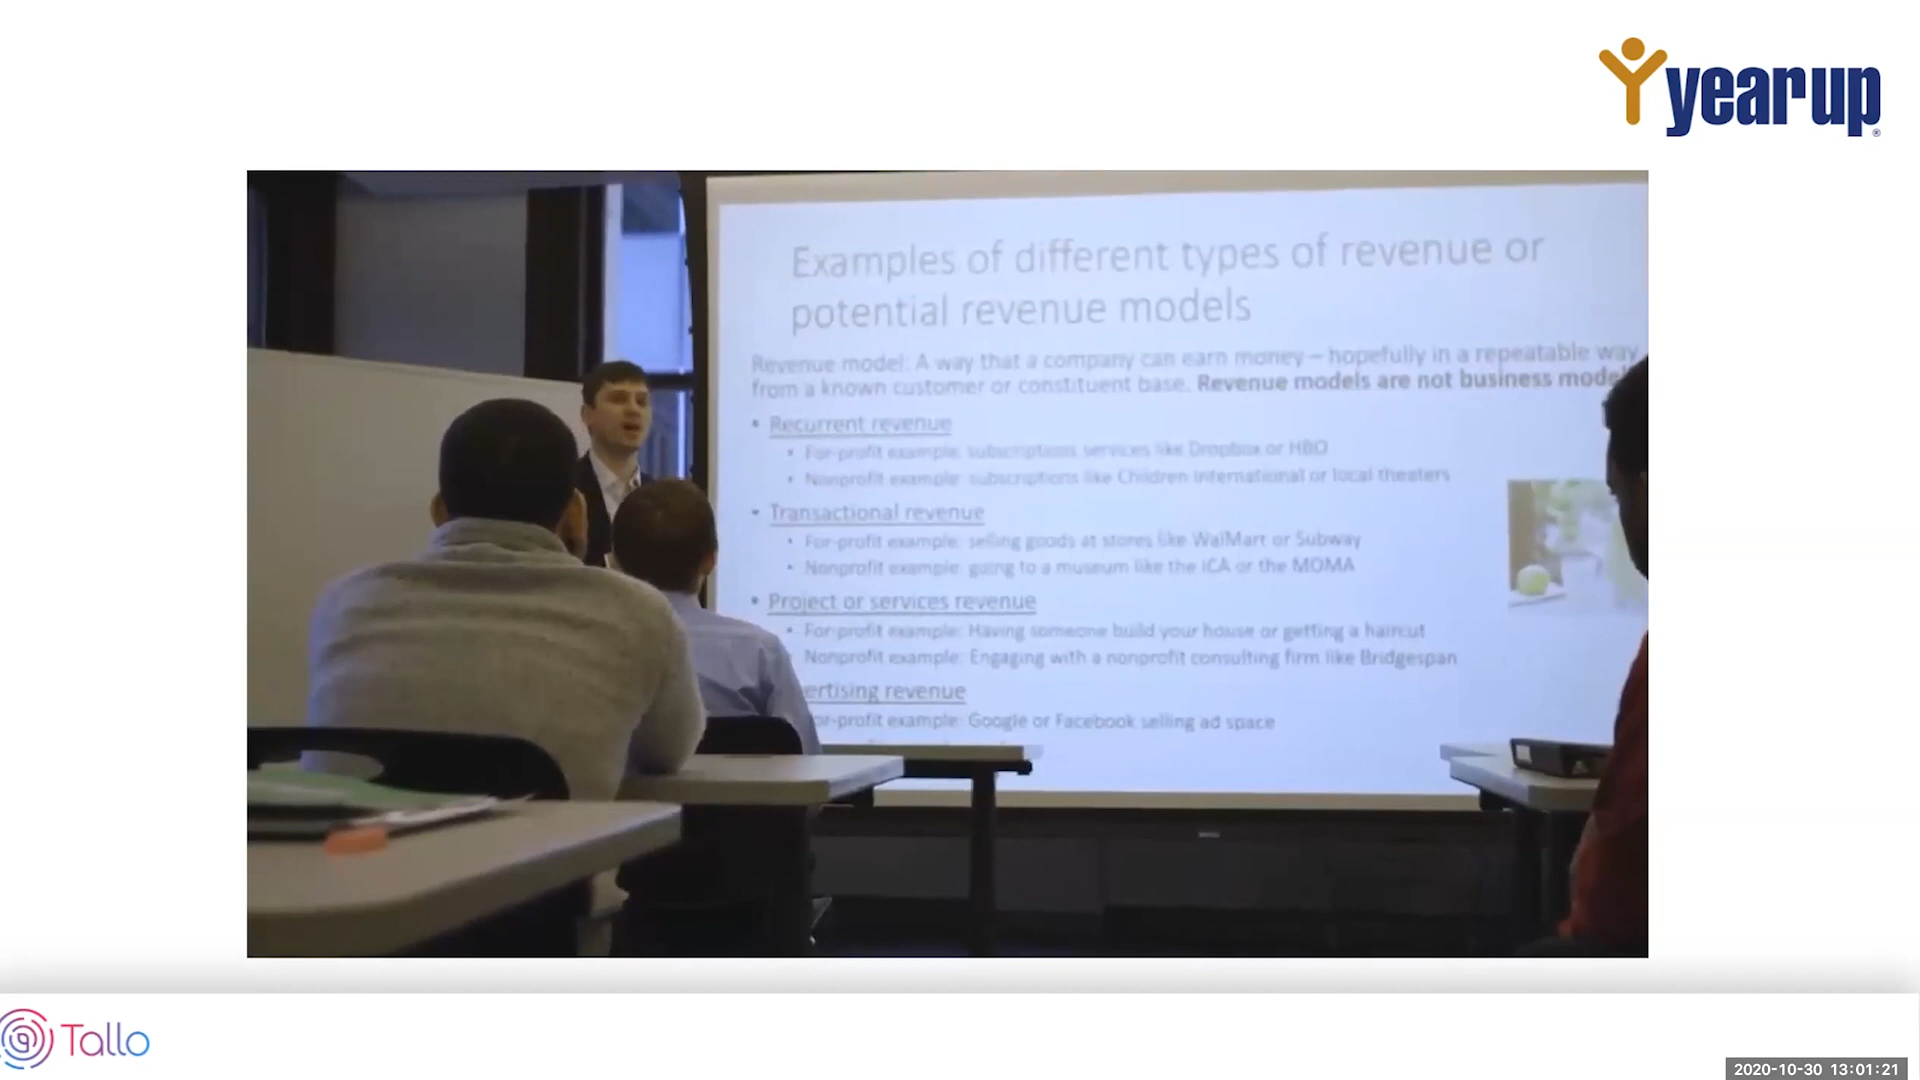 yearup®
Examples of different types of revenue or
potential revenue models
Revenue model: A way that a company can earn money – hopefully in a repeatable way
from a known customer or constituent base. Revenue models are not business model
• Recurrent revenue
• For-profit example: subscriptions services like Dropbox or HBO
• Nonprofit example: subscriptions like Children International or local theaters
• Transactional revenue
• For-profit example: selling goods at stores like WalMart or Subway
• Nonprofit example: going to a museum like the ICA or the MOMA
• Project or services revenue
• For-profit example: Having someone build your house or getting a haircut
Nonprofit example: Engaging with a nonprofit consulting firm like Bridgespan
ertising revenue
or-profit example: Google or Facebook selling ad space
Tallo
2020-10-30 13:01:21